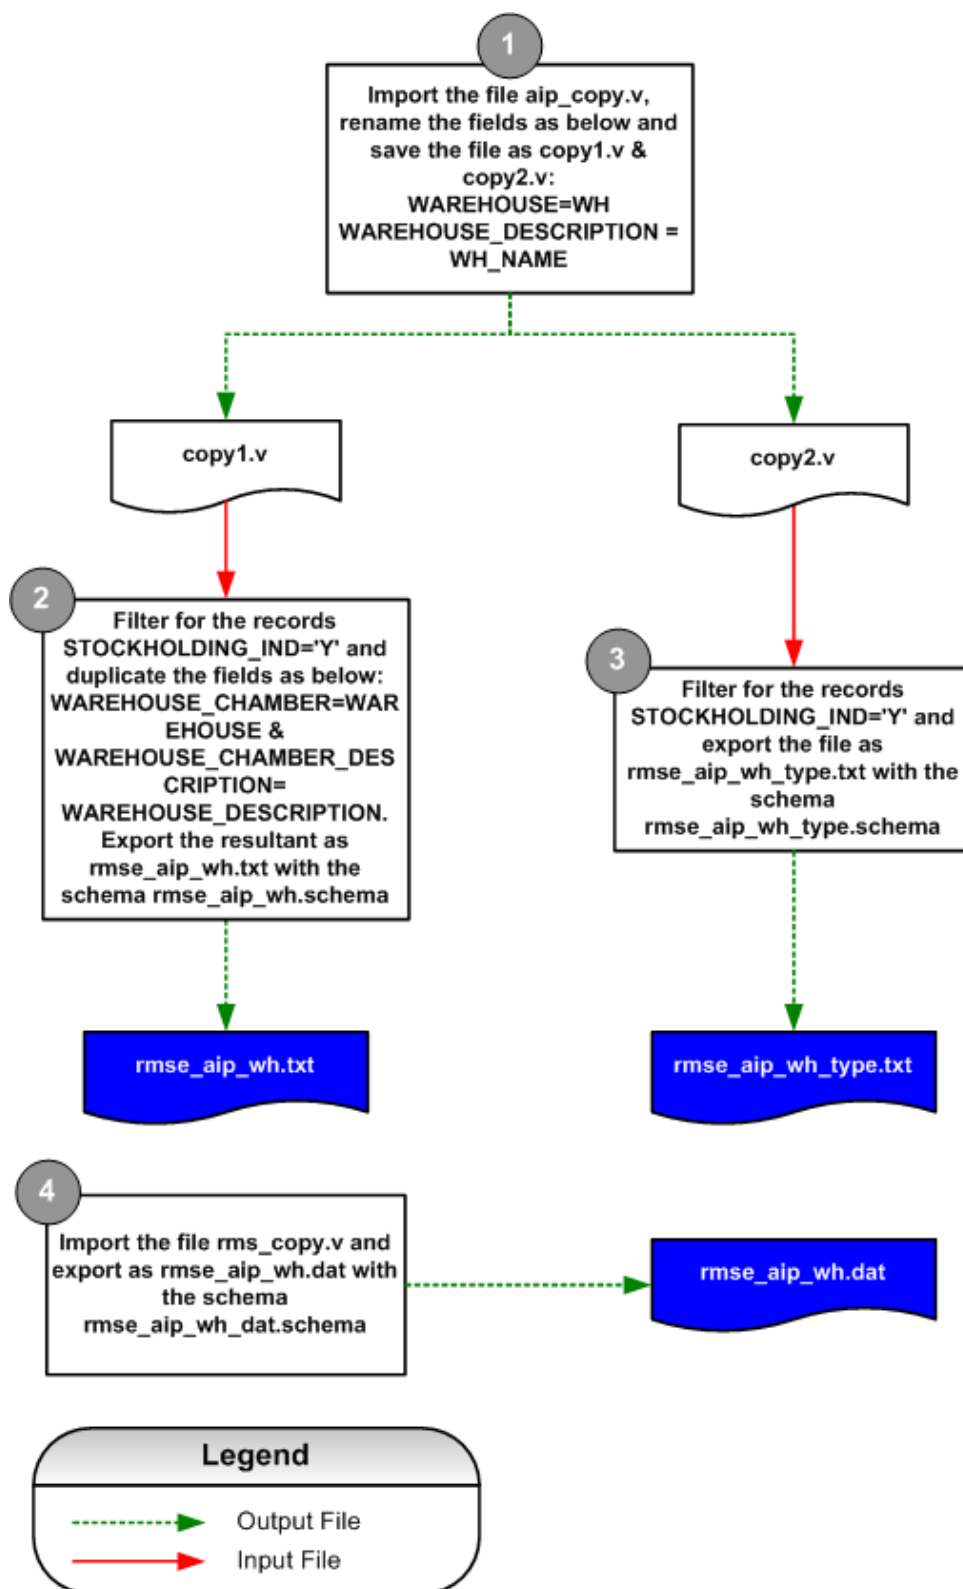 1
Import the file aip_copy.v,
rename the fields as below and
save the file as copy1.v &
copy2.v:
WAREHOUSE=WH
WAREHOUSE_DESCRIPTION =
WH_NAME
copy1.v
copy2.v
2
Filter for the records
STOCKHOLDING_IND='Y' and
duplicate the fields as below:
WAREHOUSE_CHAMBER=WAR
EHOUSE &
WAREHOUSE_CHAMBER_DES
CRIPTION=
WAREHOUSE_DESCRIPTION.
Export the resultant as
rmse_aip_wh.txt with the
schema rmse_aip_wh.schema
3
Filter for the records
STOCKHOLDING_IND='Y' and
export the file as
rmse_aip_wh_type.txt with the
schema
rmse_aip_wh_type.schema
rmse_aip_wh.txt
rmse_aip_wh_type.txt
4
Import the file rms_copy.v and
export as rmse_aip_wh.dat with
the schema
rmse_aip_wh_dat.schema
rmse_aip_wh.dat
Legend
Output File
Input File